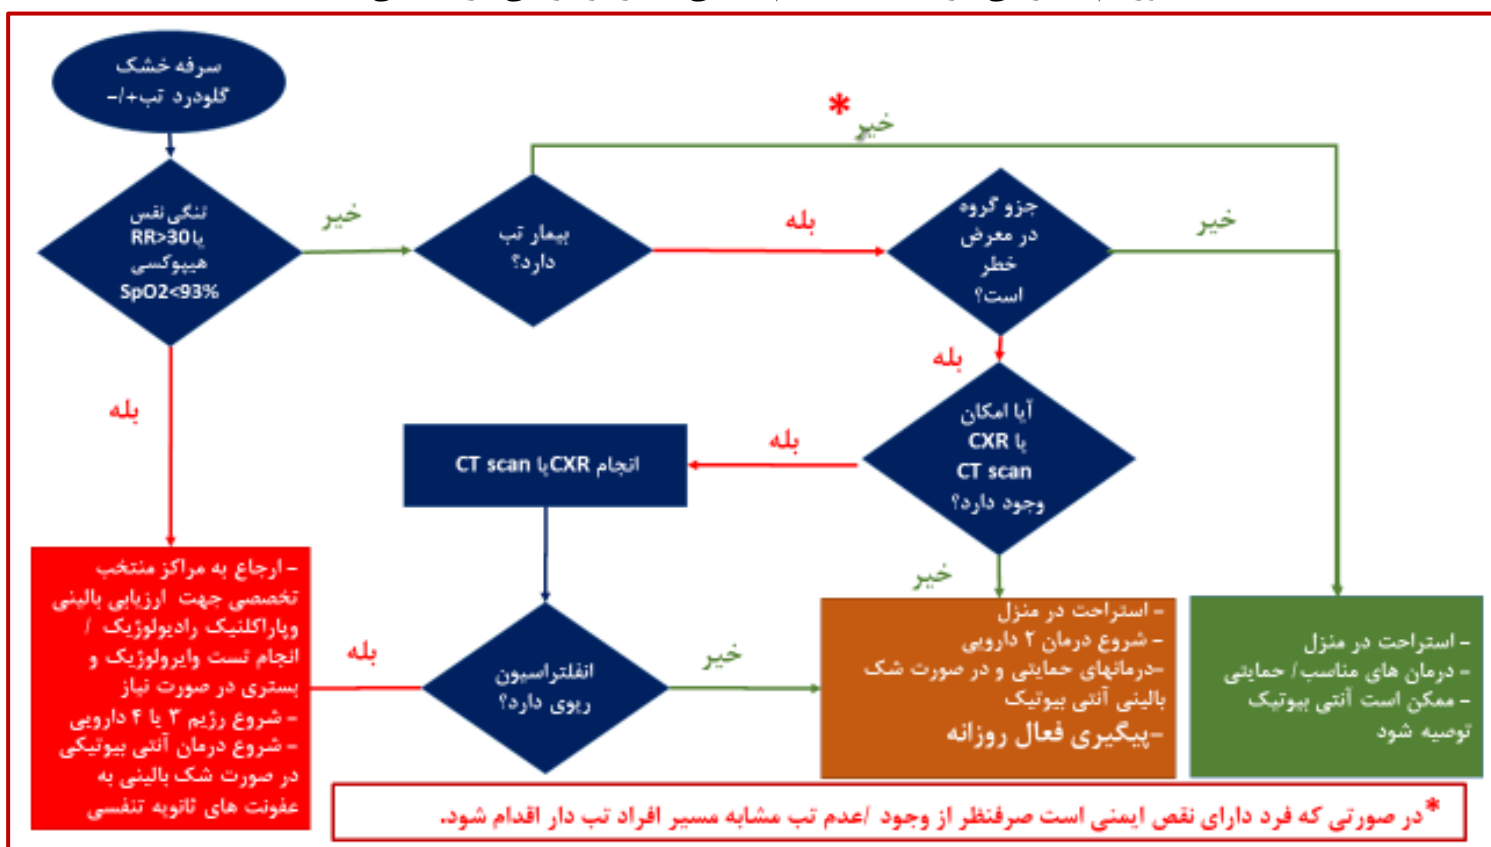 سرفه خشک
گلودرد تب+/-
تنگی نفس
یا RR>30
هیپوکسی
SpO2<93%
خیر
بیمار تب
دارد؟
*
خیر
بله
جزو گروه
در معرض
خطر
است؟
خیر
بله
آیا امکان
CXR یا
CT scan
وجود دارد؟
بله
انجام CXR یا CT scan
خیر
انفلتراسیون
ریوی دارد؟
بله
خیر
بله
- ارجاع به مراکز منتخب
تخصصی جهت ارزیابی بالینی
وپاراکلنیک رادیولوژیک /
انجام تست وایرولوژیک و
بستری در صورت نیاز
- شروع رژیم ۳ یا ۴ دارویی
- شروع درمان آنتی بیوتیکی
در صورت شک بالینی به
عفونت های ثانویه تنفسی
- استراحت در منزل
- شروع درمان ۲ دارویی
-درمانهای حمایتی و در صورت شک
بالینی آنتی بیوتیک
-پیگیری فعال روزانه
- استراحت در منزل
- درمان های مناسب/ حمایتی
- ممکن است آنتی بیوتیک
توصیه شود
*در صورتی که فرد دارای نقص ایمنی است صرفنظر از وجود /عدم تب مشابه مسیر افراد تب دار اقدام شود.